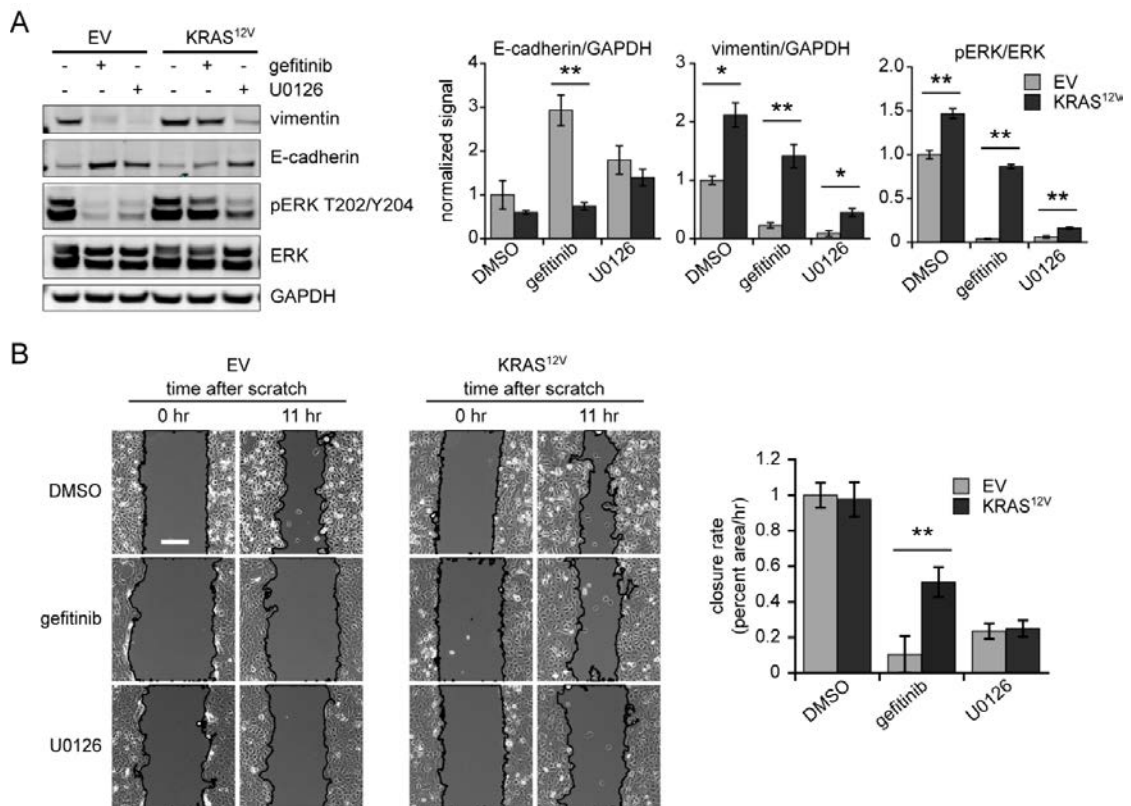 A
EV KRAS12V
- + - - + - gefitinib
- - + - - + U0126
vimentin
E-cadherin
pERK T202/Y204
ERK
GAPDH
E-cadherin/GAPDH
normalized signal
4
3
2
1
0
**
DMSO
gefitinib
U0126
vimentin/GAPDH
3
2
1
0
*
**
*
DMSO
gefitinib
U0126
pERK/ERK
2.0
1.5
1.0
0.5
0
**
**
**
EV
KRAS12V
DMSO
gefitinib
U0126
B
EV
time after scratch
0 hr 11 hr
KRAS12V
time after scratch
0 hr 11 hr
DMSO
gefitinib
U0126
closure rate
(percent area/hr)
1.2
1
0.8
0.6
0.4
0.2
0
**
EV
KRAS12V
DMSO
gefitinib
U0126